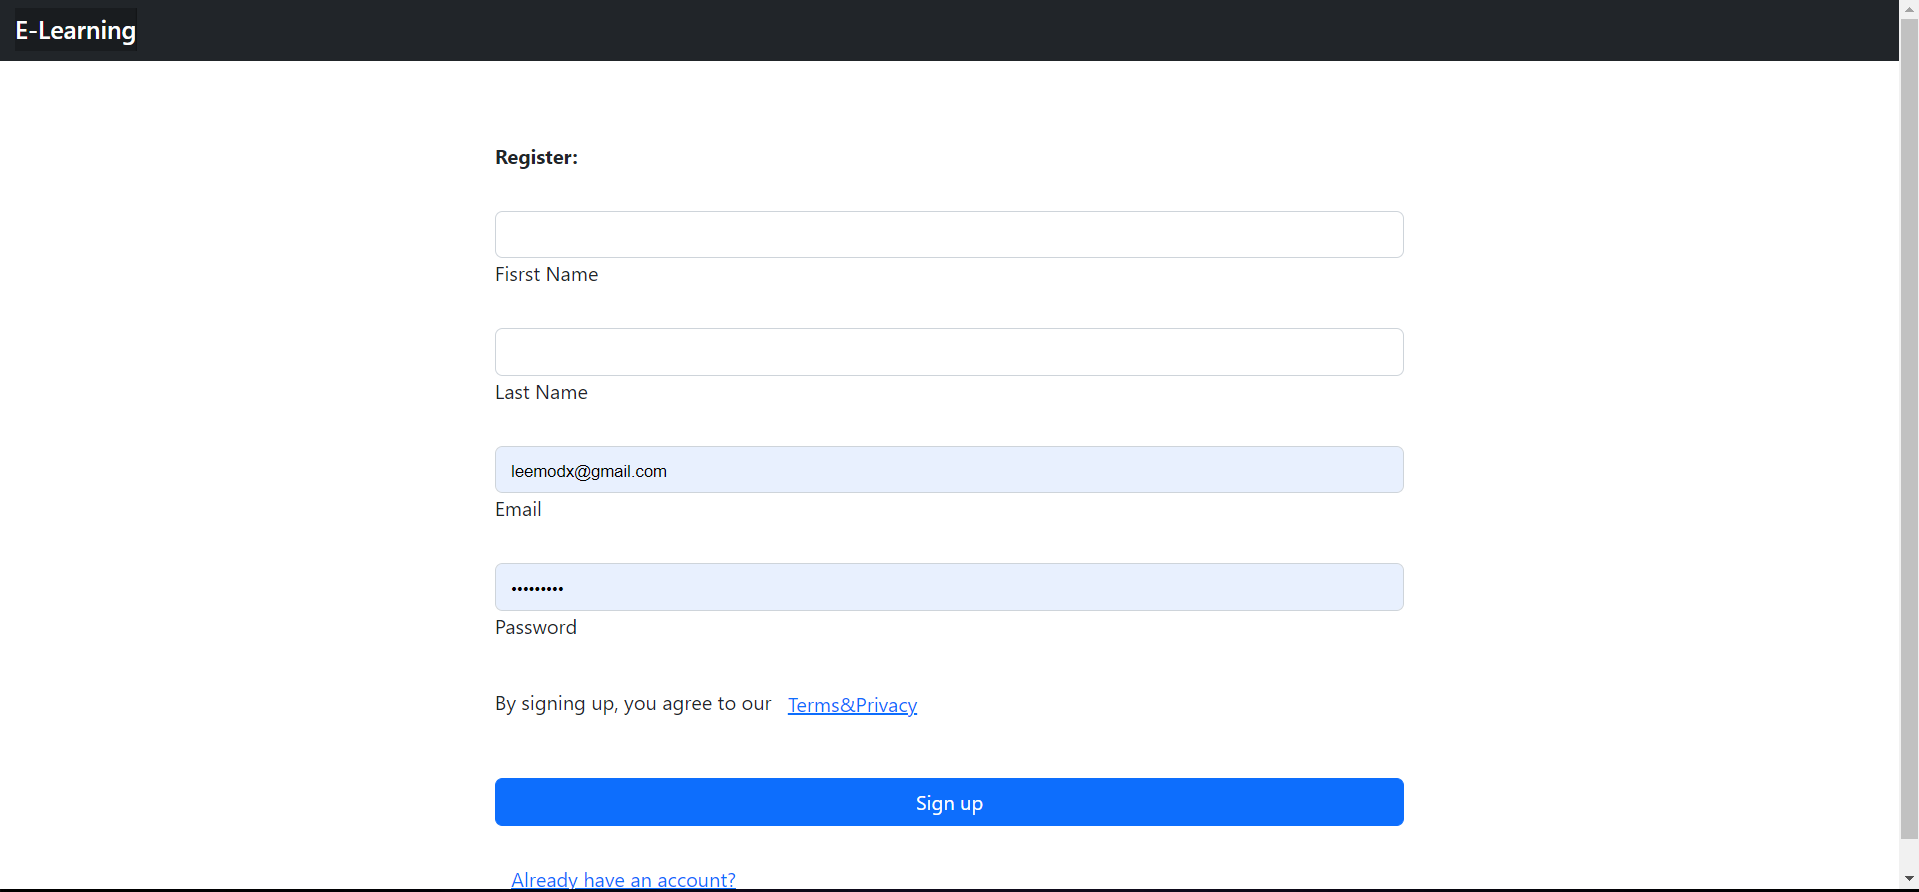 E-Learning
Register:
Fisrst Name
Last Name
leemodx@gmail.com
Email
•••••••••
Password
By signing up, you agree to our Terms&Privacy
Sign up
Already have an account?